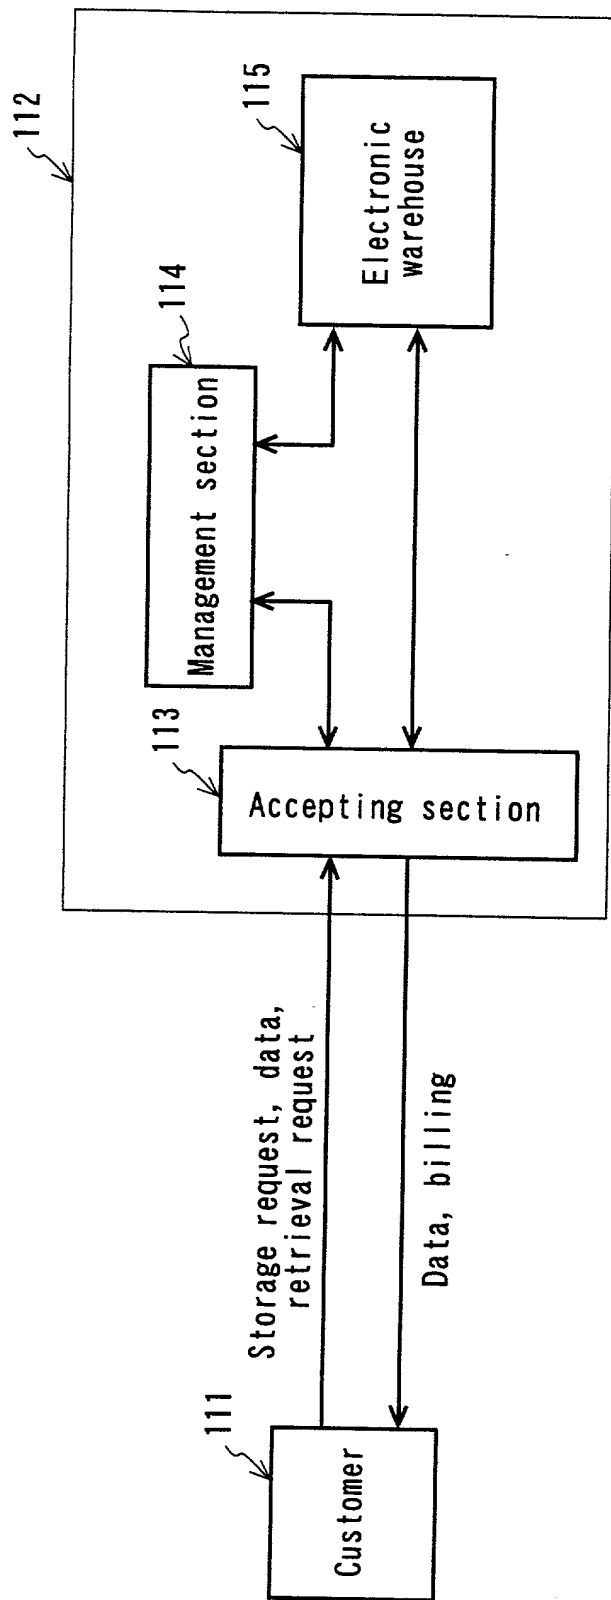 112
114
115
113
Management section
Electronic
warehouse
Accepting section
111
Storage request, data,
retrieval request
Customer
Data, billing